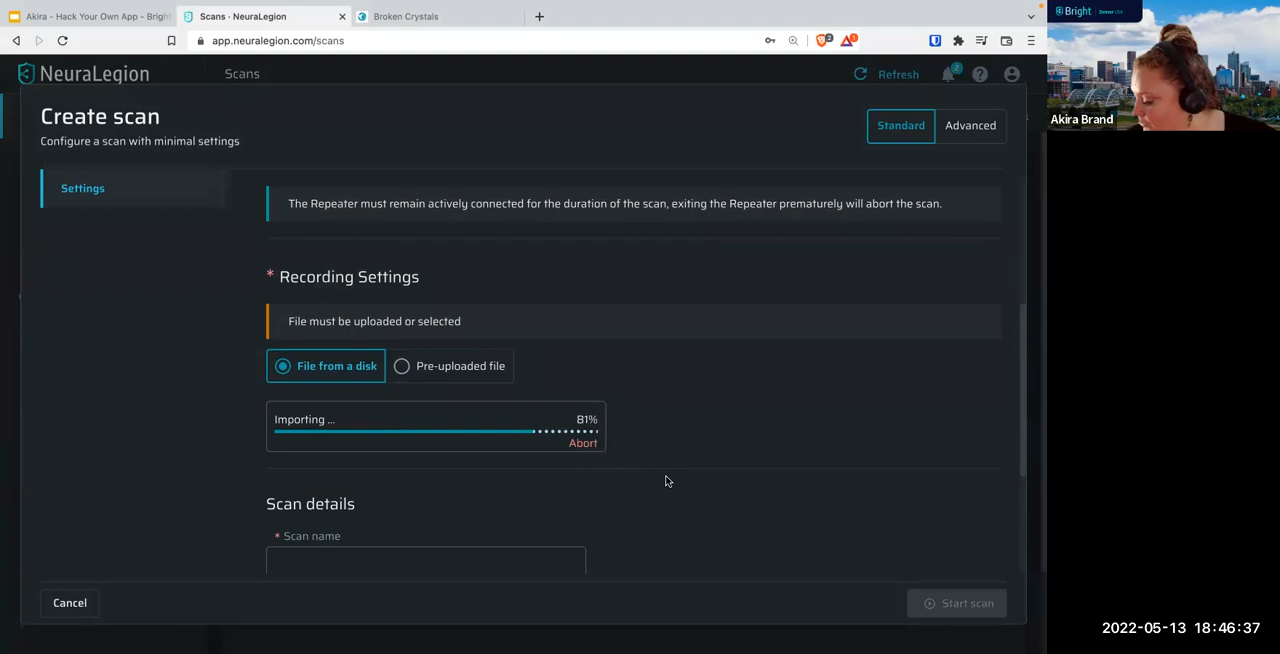 Akira - Hack Your Own App - Bright
Scans · NeuraLegion
Broken Crystals
app.neuralegion.com/scans
2
Bright
NeuraLegion
Scans
Refresh
2
Create scan
Configure a scan with minimal settings
Standard
Advanced
Akira Brand
Settings
The Repeater must remain actively connected for the duration of the scan, exiting the Repeater prematurely will abort the scan.
* Recording Settings
File must be uploaded or selected
File from a disk
Pre-uploaded file
Importing ...
81%
Abort
Scan details
* Scan name
Cancel
Start scan
2022-05-13 18:46:37